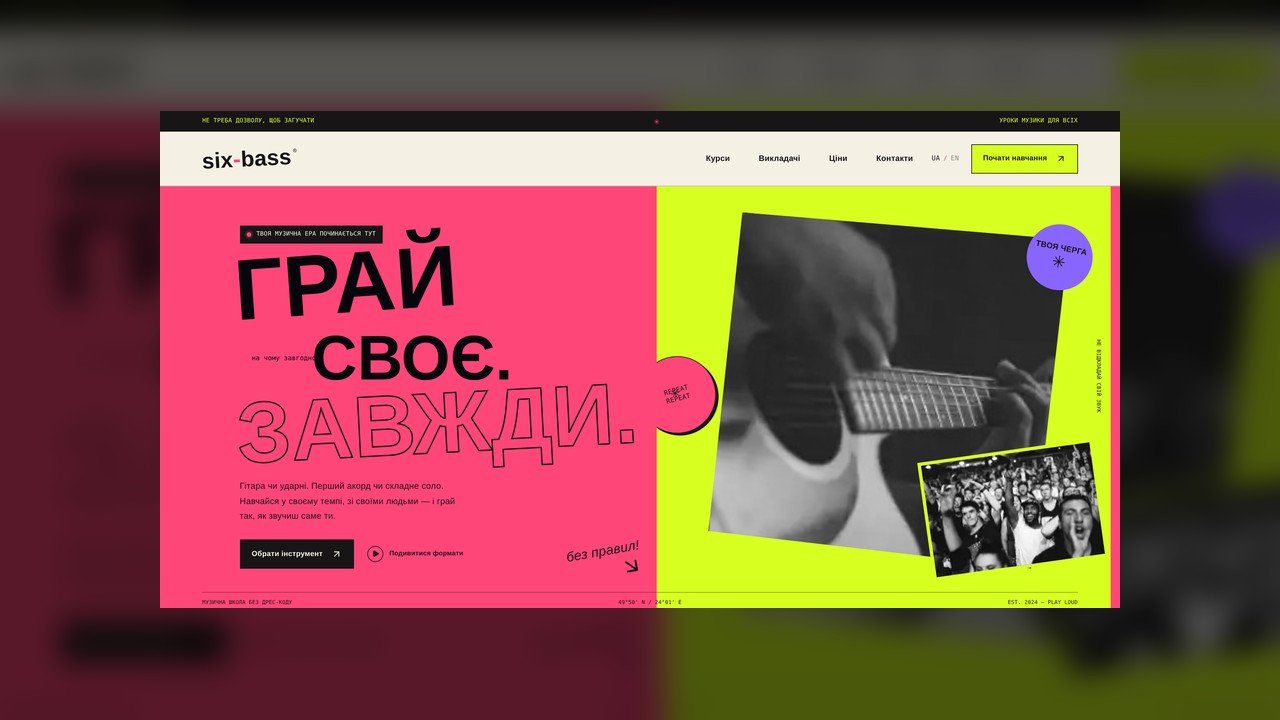 НЕ ТРЕБА ДОЗВОЛУ, ЩОБ ЗАГУЧАТИ
УРОКИ МУЗИКИ ДЛЯ ВСІХ
six-bass®
Курси
Викладачі
Ціни
Контакти
UA / EN
Почати навчання
ТВОЯ МУЗИЧНА ЕРА ПОЧИНАЄТЬСЯ ТУТ
ГРАЙ
на чому завгодно
СВОЄ.
ЗАВЖДИ.
Гітара чи ударні. Перший акорд чи складне соло.
Навчайся у своєму темпі, зі своїми людьми — і грай
так, як звучиш саме ти.
Обрати інструмент
Подивитися формати
без правил!
REPEAT
REPEAT
ТВОЯ ЧЕРГА
НЕ ВІДКЛАДАЙ СВІЙ ЗВУК
МУЗИЧНА ШКОЛА БЕЗ ДРЕС-КОДУ
49°50' N / 24°01' E
EST. 2024 — PLAY LOUD